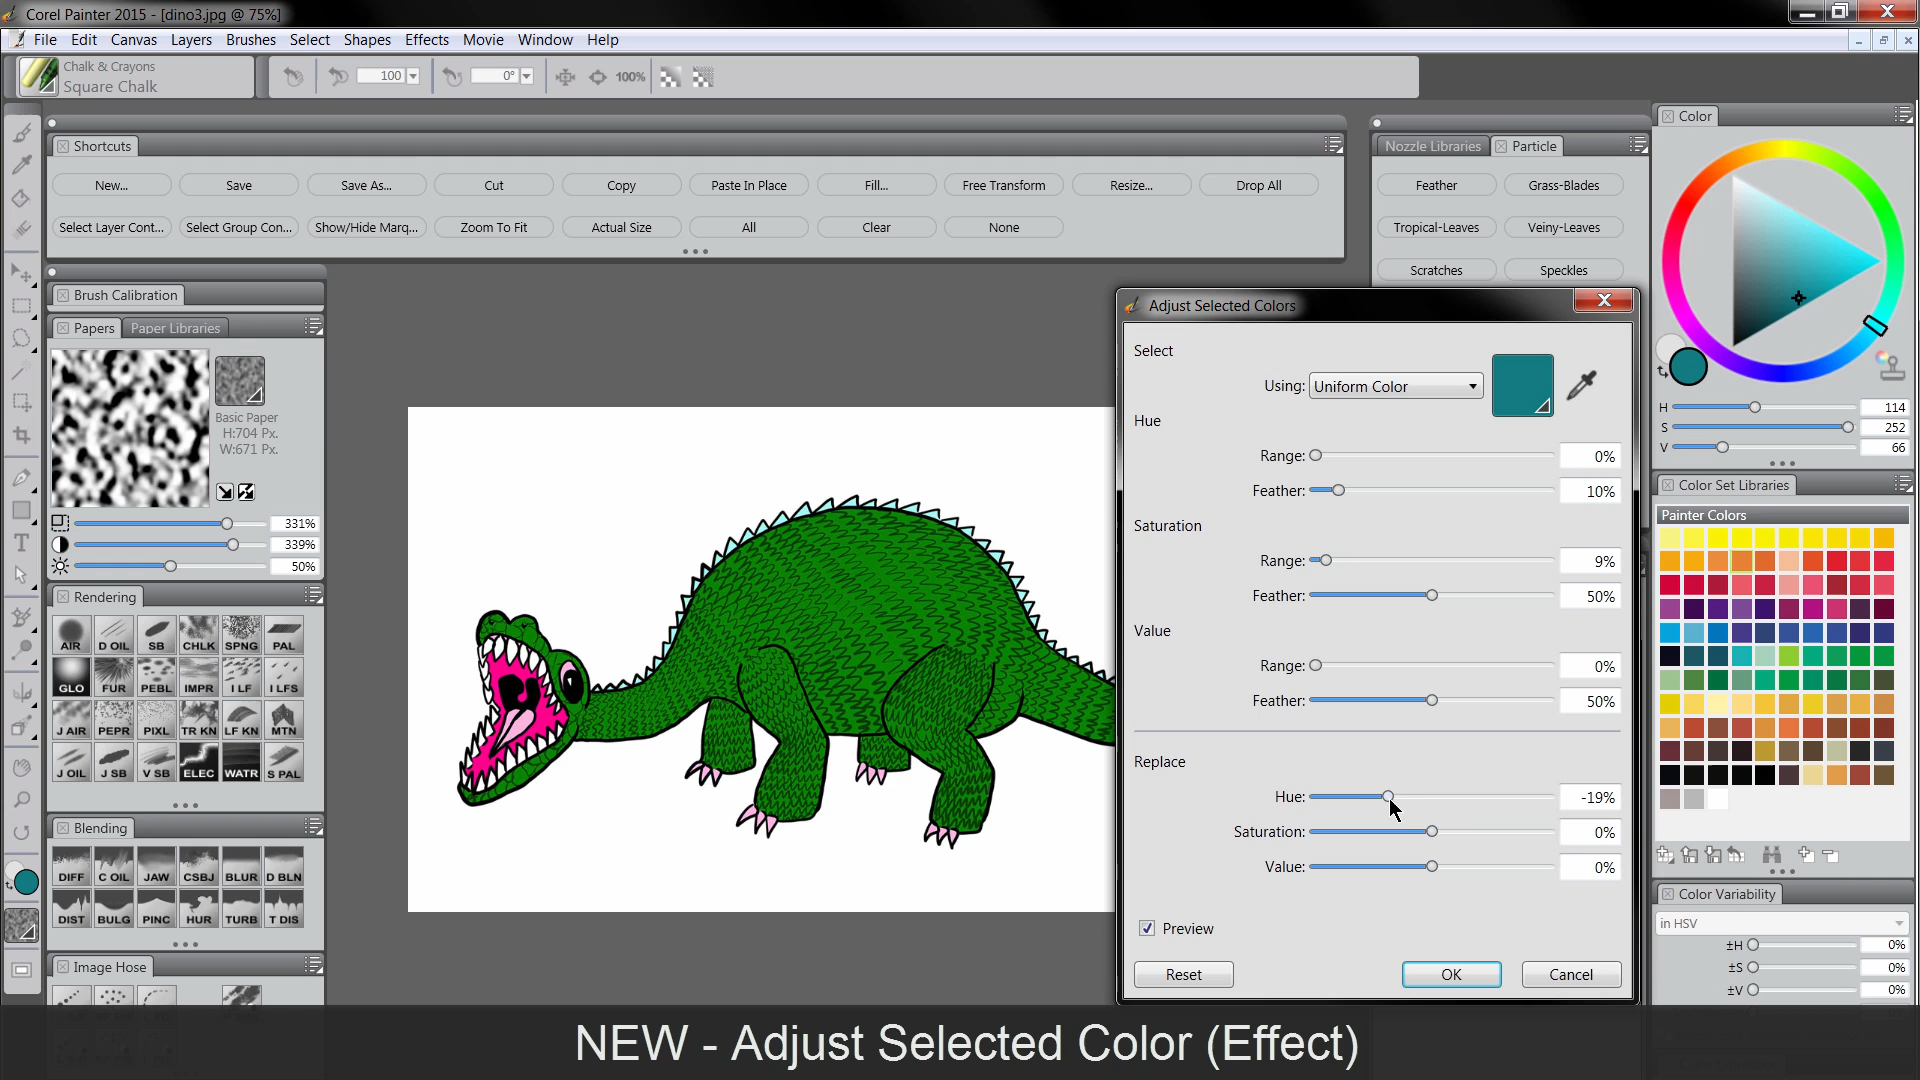 Corel Painter 2015 - [dino3.jpg @ 75%]
File Edit Canvas Layers Brushes Select Shapes Effects Movie Window Help
Chalk & Crayons
Square Chalk
100 0° 100%
Shortcuts
New... Save Save As... Cut Copy Paste In Place Fill... Free Transform Resize... Drop All
Select Layer Cont... Select Group Con... Show/Hide Marq... Zoom To Fit Actual Size All Clear None
Nozzle Libraries Particle
Feather Grass-Blades
Tropical-Leaves Veiny-Leaves
Scratches Speckles
Brush Calibration
Papers Paper Libraries
Basic Paper
H:704 Px.
W:671 Px.
331%
339%
50%
Rendering
AIR D OIL SB CHLK SPNG PAL
GLO FUR PEBL IMPR I LF I LFS
J AIR PEPR PIXL TR KN LF KN MTN
J OIL J SB V SB ELEC WATR S PAL
Blending
DIFF C OIL JAW CSBJ BLUR D BLN
DIST BULG PINC HUR TURB T DIS
Image Hose
Adjust Selected Colors
Select
Using: Uniform Color
Hue
Range: 0%
Feather: 10%
Saturation
Range: 9%
Feather: 50%
Value
Range: 0%
Feather: 50%
Replace
Hue: -19%
Saturation: 0%
Value: 0%
Preview
Reset OK Cancel
Color
H 114
S 252
V 66
Color Set Libraries
Painter Colors
Color Variability
in HSV
±H 0%
±S 0%
±V 0%
NEW - Adjust Selected Color (Effect)